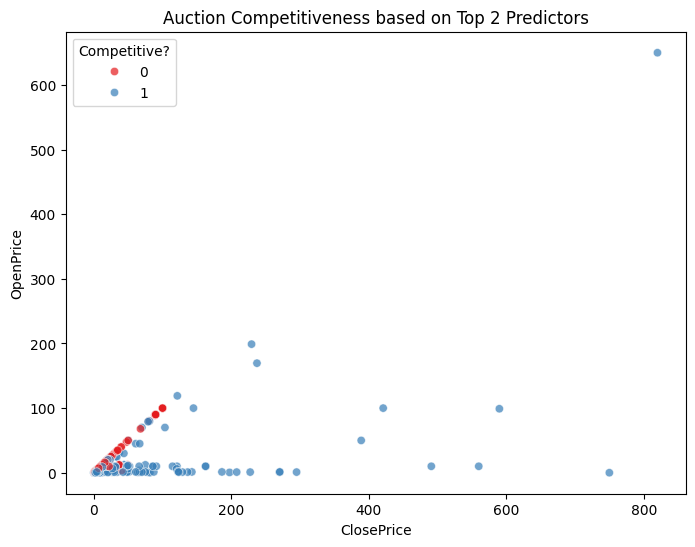 Auction Competitiveness based on Top 2 Predictors
Competitive?
0
1
600
500
400
300
200
100
0
OpenPrice
0 200 400 600 800
ClosePrice